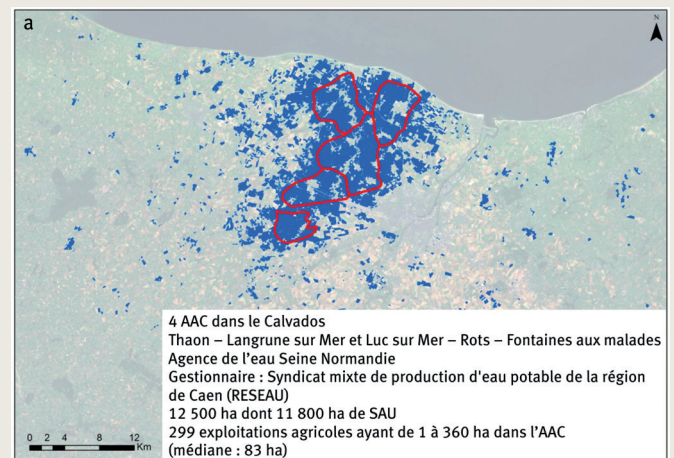 a
N
4 AAC dans le Calvados
Thaon – Langrune sur Mer et Luc sur Mer – Rots – Fontaines aux malades
Agence de l’eau Seine Normandie
Gestionnaire : Syndicat mixte de production d'eau potable de la région
de Caen (RESEAU)
12 500 ha dont 11 800 ha de SAU
299 exploitations agricoles ayant de 1 à 360 ha dans l’AAC
(médiane : 83 ha)
0 2 4 8 12
Km